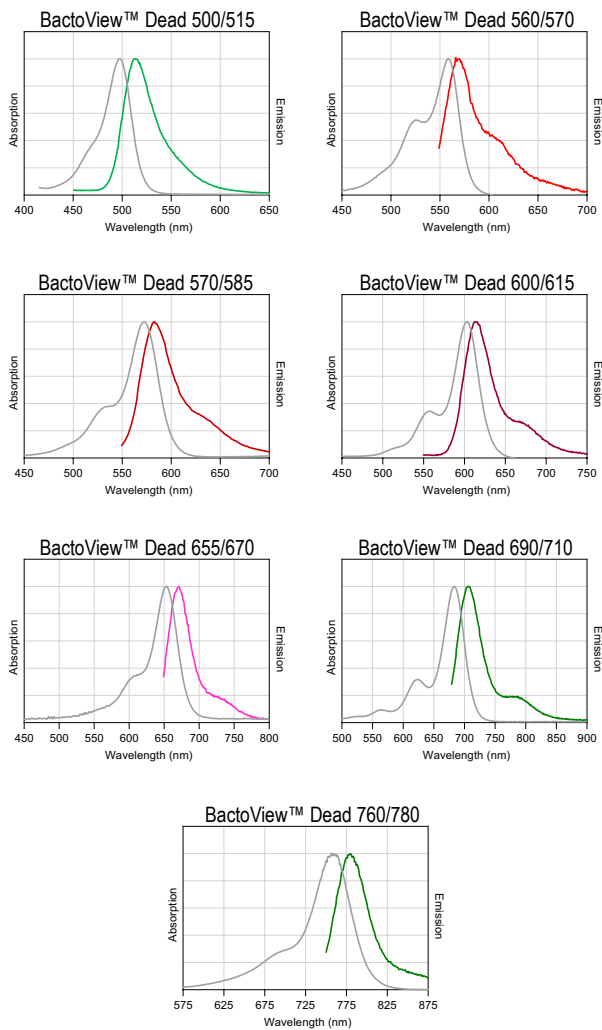 BactoView™ Dead 500/515
Absorption
Emission
400 450 500 550 600 650
Wavelength (nm)
BactoView™ Dead 560/570
Absorption
Emission
450 500 550 600 650 700
Wavelength (nm)
BactoView™ Dead 570/585
Absorption
Emission
450 500 550 600 650 700
Wavelength (nm)
BactoView™ Dead 600/615
Absorption
Emission
450 500 550 600 650 700 750
Wavelength (nm)
BactoView™ Dead 655/670
Absorption
Emission
450 500 550 600 650 700 750 800
Wavelength (nm)
BactoView™ Dead 690/710
Absorption
Emission
500 550 600 650 700 750 800 850 900
Wavelength (nm)
BactoView™ Dead 760/780
Absorption
Emission
575 625 675 725 775 825 875
Wavelength (nm)